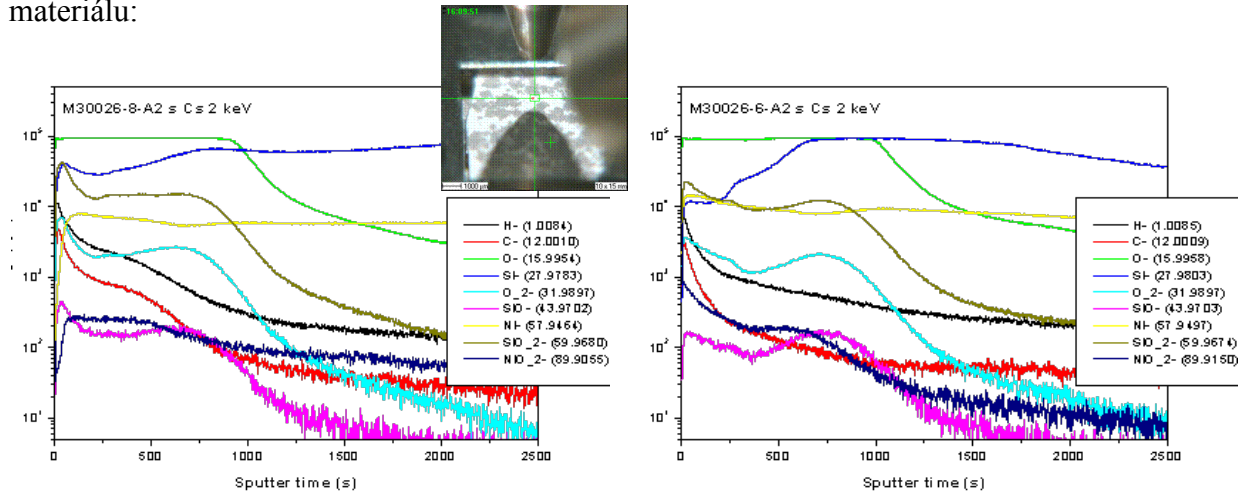 materiálu:
16:09:51
1000 µm
10 x 15 mm
M30026-8-A2 s Cs 2 keV
10⁵
10⁴
10³
10²
10¹
0 500 1000 1500 2000 2500
Sputter time (s)
H- (1.0084)
C- (12.0010)
O- (15.9954)
Si- (27.9783)
O_2- (31.9897)
SiO- (43.9702)
Ni- (57.9464)
SiO_2- (59.9680)
NiO_2- (89.9055)
M30026-6-A2 s Cs 2 keV
10⁵
10⁴
10³
10²
10¹
0 500 1000 1500 2000 2500
Sputter time (s)
H- (1.0085)
C- (12.0009)
O- (15.9958)
Si- (27.9803)
O_2- (31.9897)
SiO- (43.9703)
Ni- (57.9497)
SiO_2- (59.9674)
NiO_2- (89.9150)